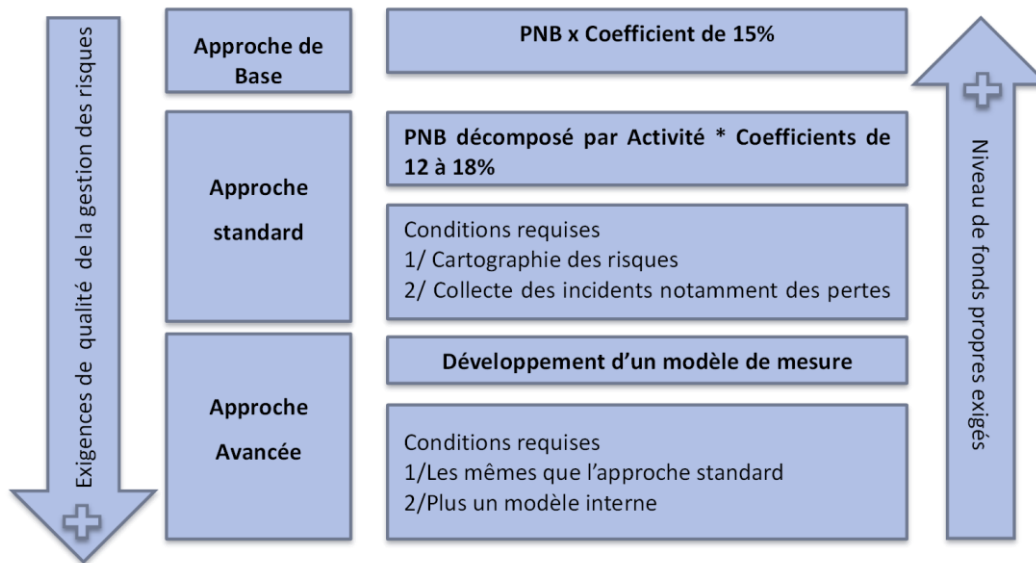 Exigences de qualité de la gestion des risques
Approche de
Base
PNB x Coefficient de 15%
Approche
standard
PNB décomposé par Activité * Coefficients de
12 à 18%
Conditions requises
1/ Cartographie des risques
2/ Collecte des incidents notamment des pertes
Approche
Avancée
Développement d’un modèle de mesure
Conditions requises
1/Les mêmes que l’approche standard
2/Plus un modèle interne
Niveau de fonds propres exigés